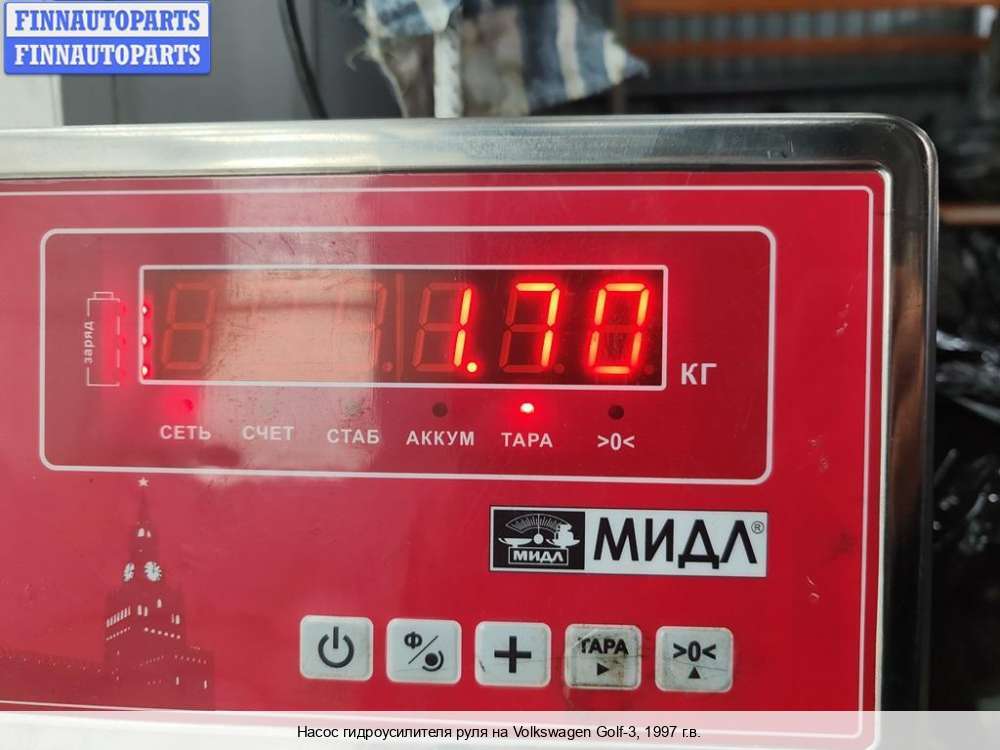 FINNAUTOPARTS
FINNAUTOPARTS
заряд
1.70
КГ
СЕТЬ СЧЕТ СТАБ АККУМ ТАРА >0<
МИДЛ МИДЛ®
Ф ТАРА >0<
Насос гидроусилителя руля на Volkswagen Golf-3, 1997 г.в.